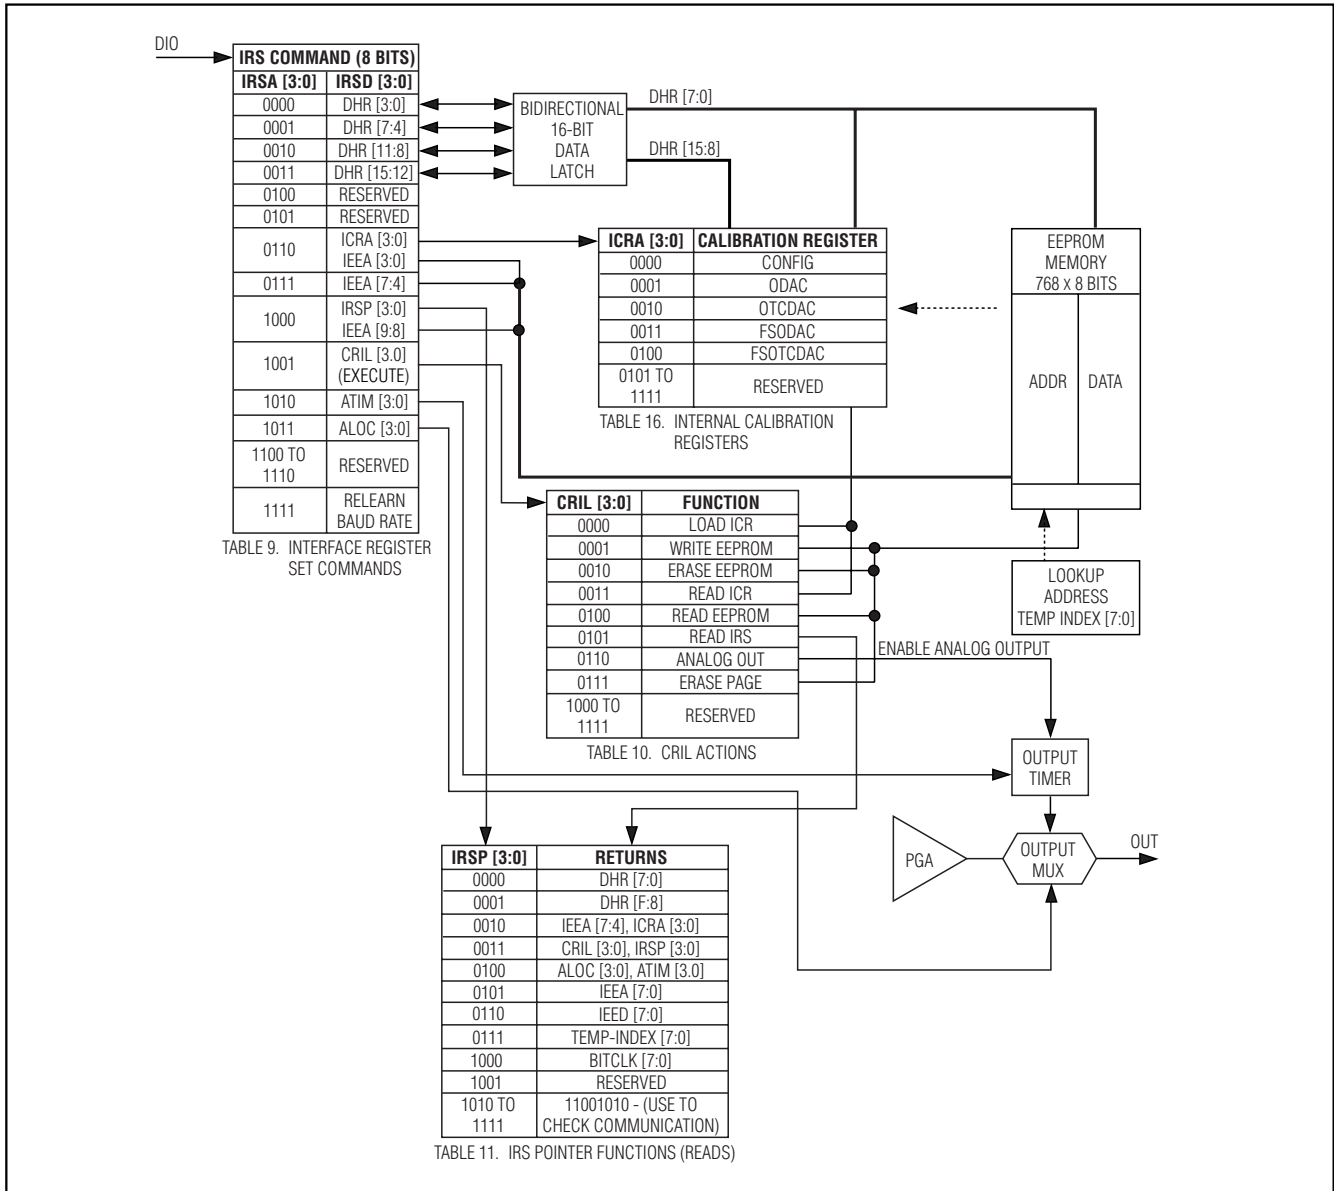 DIO
IRS COMMAND (8 BITS)
IRSA [3:0] IRSD [3:0]
0000 DHR [3:0]
0001 DHR [7:4]
0010 DHR [11:8]
0011 DHR [15:12]
0100 RESERVED
0101 RESERVED
0110 ICRA [3:0]
IEEA [3:0]
0111 IEEA [7:4]
1000 IRSP [3:0]
IEEA [9:8]
1001 CRIL [3.0]
(EXECUTE)
1010 ATIM [3:0]
1011 ALOC [3:0]
1100 TO
1110 RESERVED
1111 RELEARN
BAUD RATE
TABLE 9. INTERFACE REGISTER
SET COMMANDS
BIDIRECTIONAL
16-BIT
DATA
LATCH
DHR [7:0]
DHR [15:8]
ICRA [3:0] CALIBRATION REGISTER
0000 CONFIG
0001 ODAC
0010 OTCDAC
0011 FSODAC
0100 FSOTCDAC
0101 TO
1111 RESERVED
TABLE 16. INTERNAL CALIBRATION
REGISTERS
EEPROM
MEMORY
768 X 8 BITS
ADDR DATA
LOOKUP
ADDRESS
TEMP INDEX [7:0]
CRIL [3:0] FUNCTION
0000 LOAD ICR
0001 WRITE EEPROM
0010 ERASE EEPROM
0011 READ ICR
0100 READ EEPROM
0101 READ IRS
0110 ANALOG OUT
0111 ERASE PAGE
1000 TO
1111 RESERVED
TABLE 10. CRIL ACTIONS
ENABLE ANALOG OUTPUT
OUTPUT
TIMER
PGA
OUTPUT
MUX
OUT
IRSP [3:0] RETURNS
0000 DHR [7:0]
0001 DHR [F:8]
0010 IEEA [7:4], ICRA [3:0]
0011 CRIL [3:0], IRSP [3:0]
0100 ALOC [3:0], ATIM [3.0]
0101 IEEA [7:0]
0110 IEED [7:0]
0111 TEMP-INDEX [7:0]
1000 BITCLK [7:0]
1001 RESERVED
1010 TO 11001010 - (USE TO
1111 CHECK COMMUNICATION)
TABLE 11. IRS POINTER FUNCTIONS (READS)